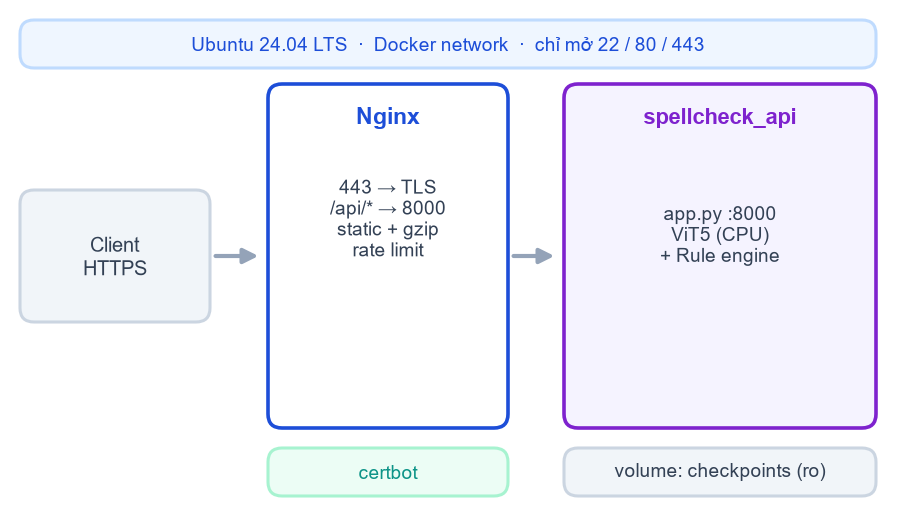 Ubuntu 24.04 LTS · Docker network · chỉ mở 22 / 80 / 443
Client
HTTPS
Nginx
443 → TLS
/api/* → 8000
static + gzip
rate limit
spellcheck_api
app.py :8000
ViT5 (CPU)
+ Rule engine
certbot
volume: checkpoints (ro)